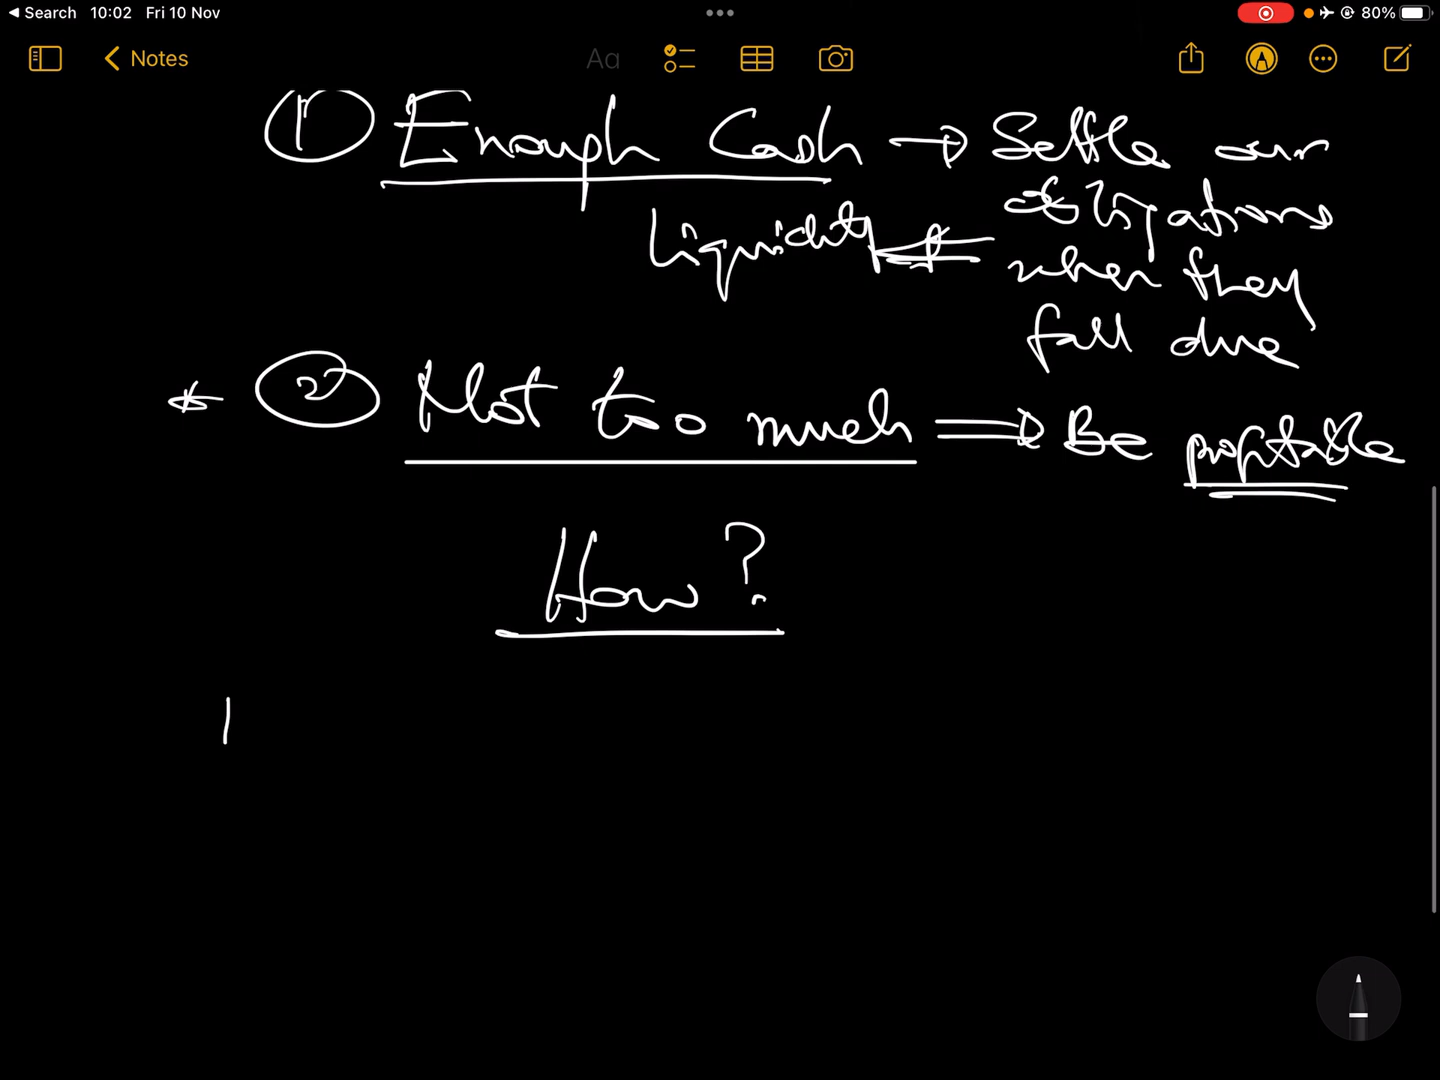 Search 10:02 Fri 10 Nov 80%
Notes Aa
1 Enough Cash → Settle our
obligations
Liquidity
when they
fall due
2 Not too much ⇒ Be profitable
How?